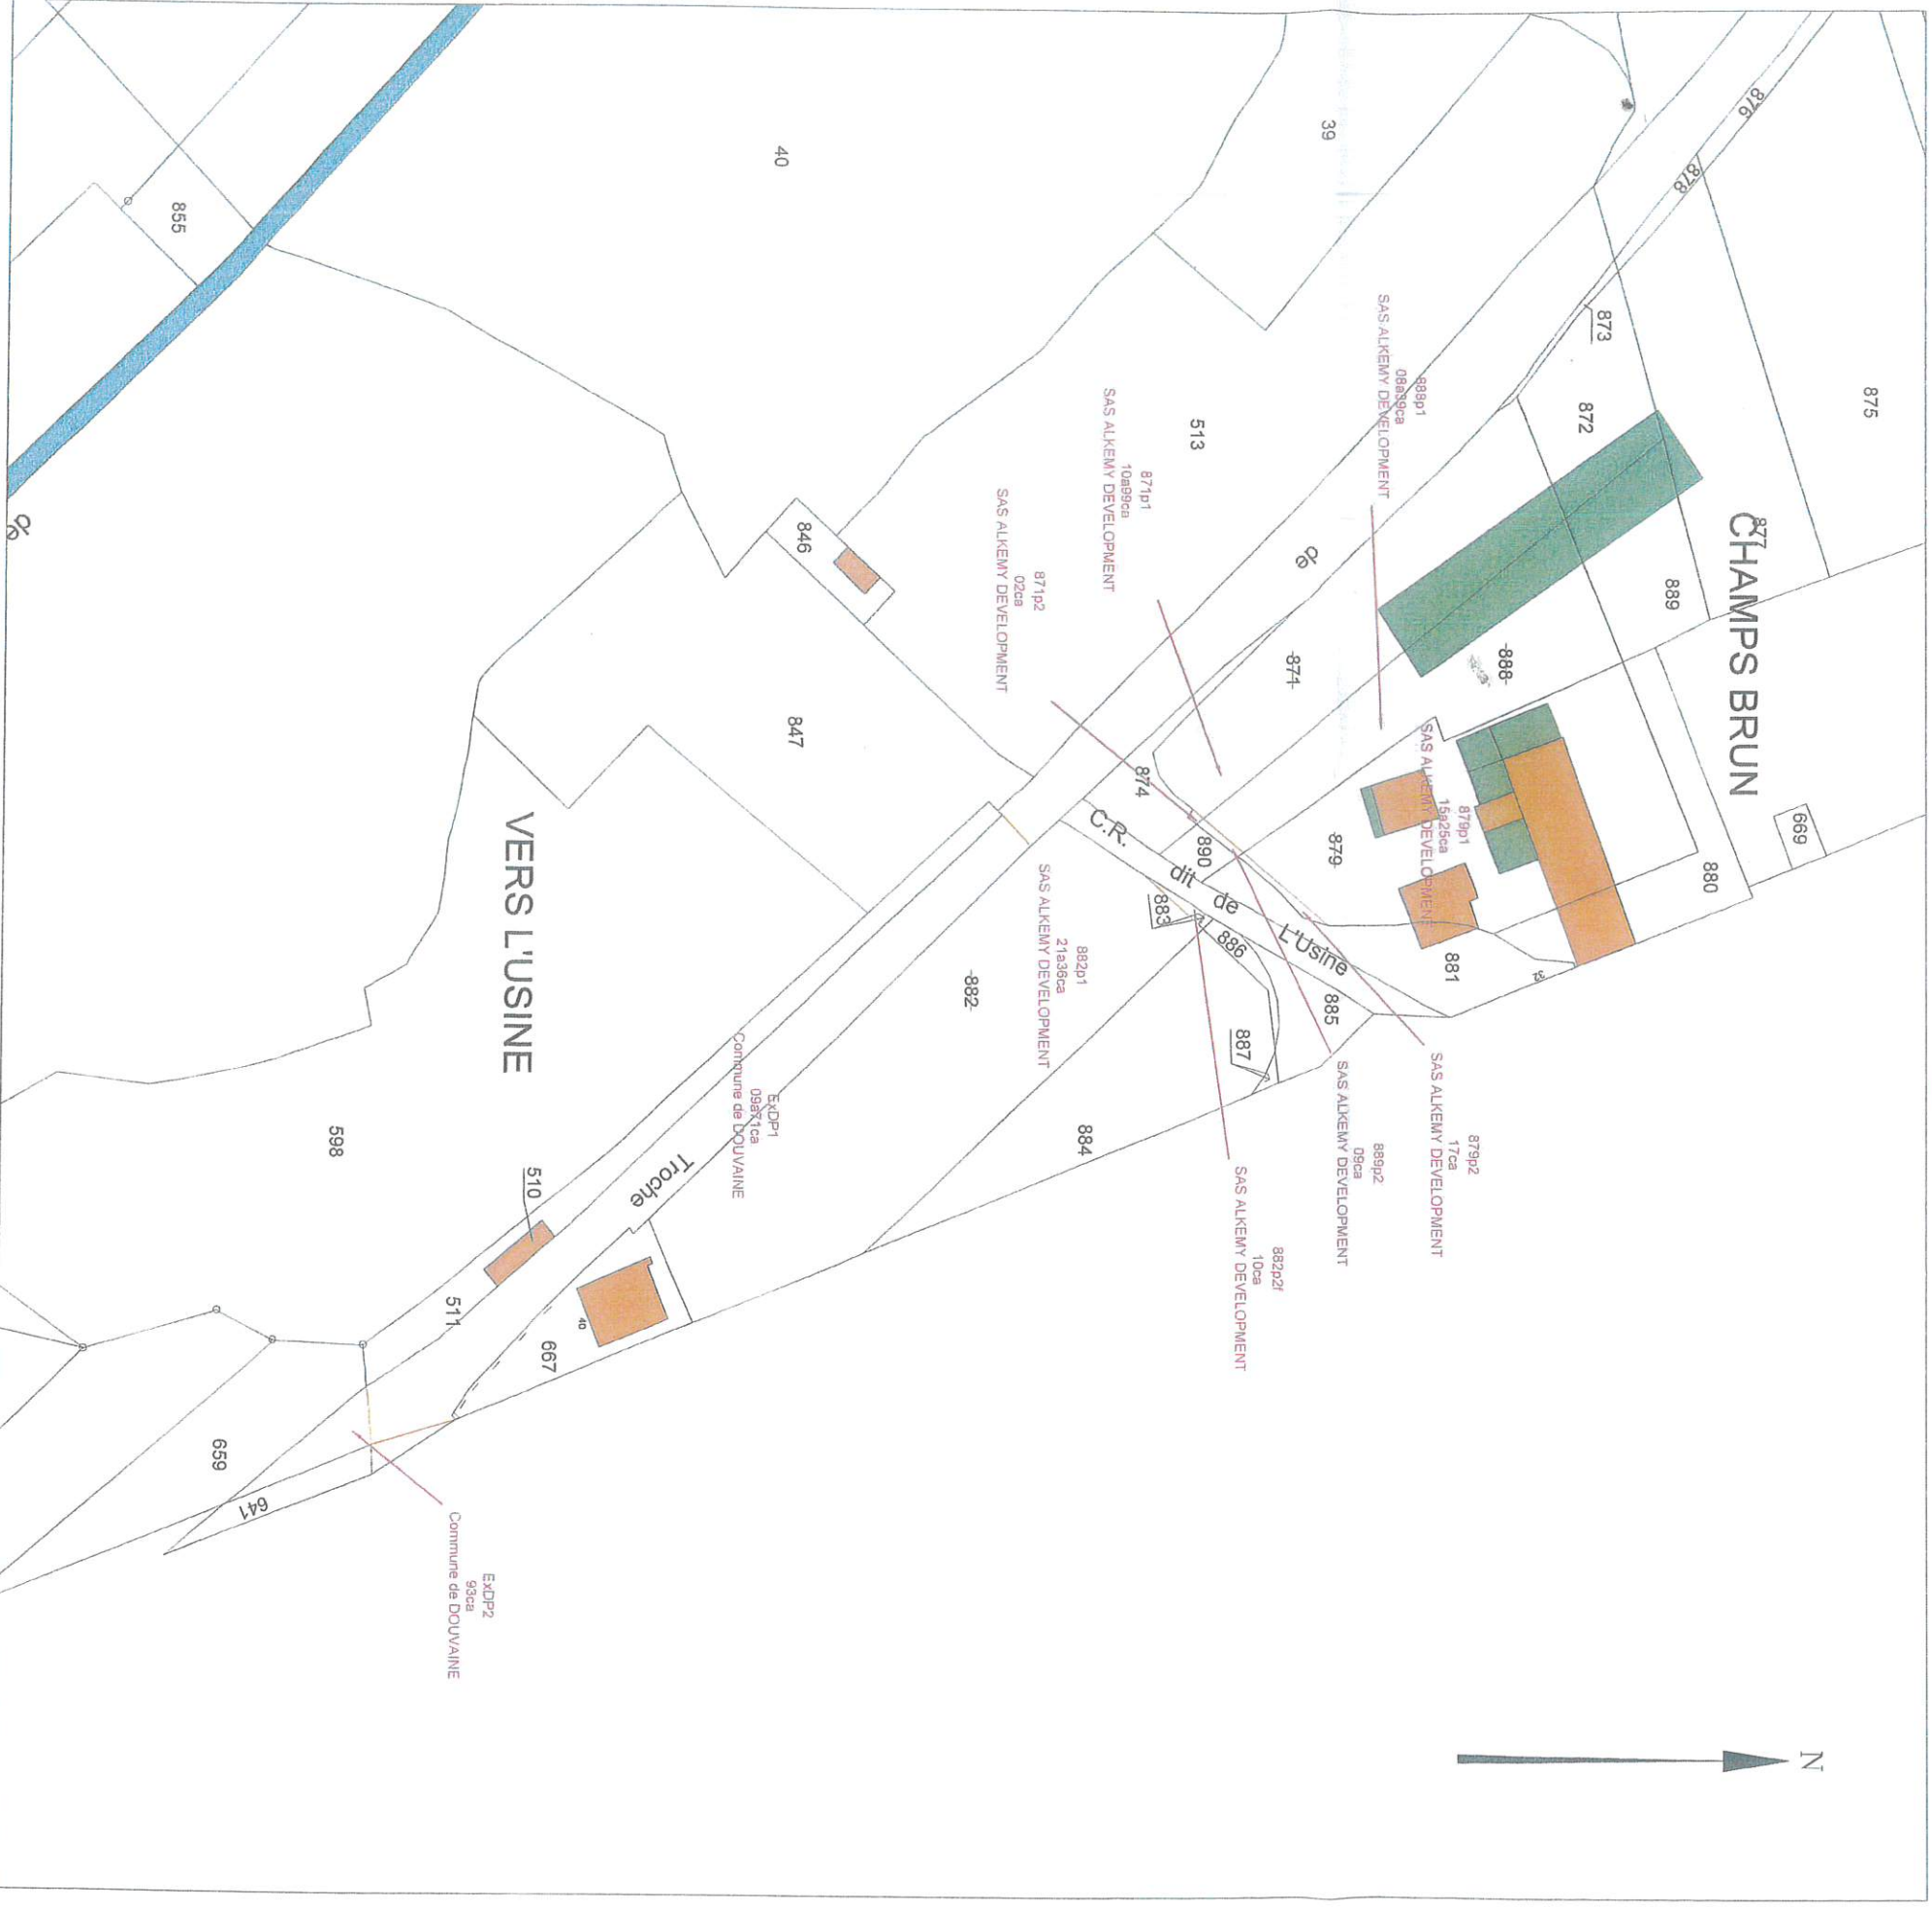 875
CHAMPS BRUN
877
669
876
878
873
872
889
880
-888-
888p1
08a39ca
SAS ALKEMY DEVELOPMENT
39
40
855
513
871p1
10a99ca
SAS ALKEMY DEVELOPMENT
871p2
02ca
SAS ALKEMY DEVELOPMENT
-871-
879p1
15a25ca
SAS ALKEMY DEVELOPMENT
-879-
881
32
874
890
C.R.
dit
de
L'Usine
883
886
885
887
879p2
17ca
SAS ALKEMY DEVELOPMENT
889p2
09ca
SAS ALKEMY DEVELOPMENT
882p2f
10ca
SAS ALKEMY DEVELOPMENT
882p1
21a36ca
SAS ALKEMY DEVELOPMENT
-882-
884
846
847
VERS L'USINE
ExDP1
09a71ca
Commune de DOUVAINE
Troche
598
510
511
40
667
659
641
ExDP2
93ca
Commune de DOUVAINE
N